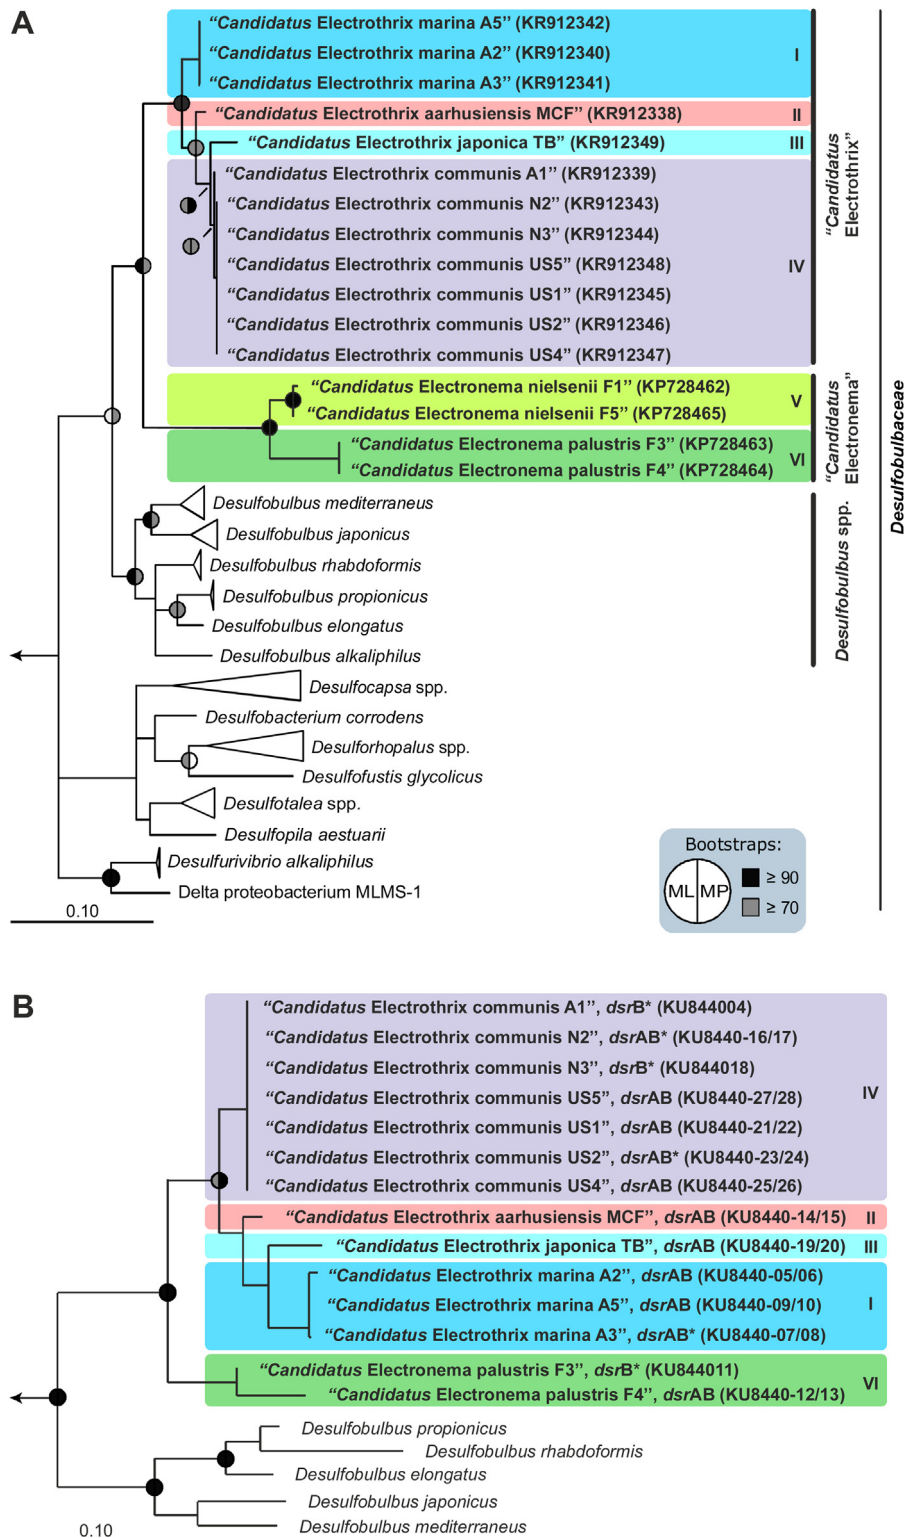 A
“Candidatus Electrothrix marina A5” (KR912342)
“Candidatus Electrothrix marina A2” (KR912340)
I
“Candidatus Electrothrix marina A3” (KR912341)
“Candidatus Electrothrix aarhusiensis MCF” (KR912338)
II
“Candidatus Electrothrix japonica TB” (KR912349)
III
“Candidatus Electrothrix communis A1” (KR912339)
“Candidatus Electrothrix communis N2” (KR912343)
“Candidatus Electrothrix communis N3” (KR912344)
“Candidatus Electrothrix communis US5” (KR912348)
IV
“Candidatus Electrothrix communis US1” (KR912345)
“Candidatus Electrothrix communis US2” (KR912346)
“Candidatus Electrothrix communis US4” (KR912347)
“Candidatus
Electrothrix”
“Candidatus Electronema nielsenii F1” (KP728462)
V
“Candidatus Electronema nielsenii F5” (KP728465)
“Candidatus Electronema palustris F3” (KP728463)
VI
“Candidatus Electronema palustris F4” (KP728464)
“Candidatus
Electronema”
Desulfobulbus mediterraneus
Desulfobulbus japonicus
Desulfobulbus rhabdoformis
Desulfobulbus propionicus
Desulfobulbus elongatus
Desulfobulbus alkaliphilus
Desulfobulbus spp.
Desulfobulbaceae
Desulfocapsa spp.
Desulfobacterium corrodens
Desulforhopalus spp.
Desulfofustis glycolicus
Desulfotalea spp.
Desulfopila aestuarii
Desulfurivibrio alkaliphilus
Delta proteobacterium MLMS-1
0.10
Bootstraps:
ML
MP
≥ 90
≥ 70
B
“Candidatus Electrothrix communis A1”, dsrB* (KU844004)
“Candidatus Electrothrix communis N2”, dsrAB* (KU8440-16/17)
“Candidatus Electrothrix communis N3”, dsrB* (KU844018)
IV
“Candidatus Electrothrix communis US5”, dsrAB (KU8440-27/28)
“Candidatus Electrothrix communis US1”, dsrAB (KU8440-21/22)
“Candidatus Electrothrix communis US2”, dsrAB* (KU8440-23/24)
“Candidatus Electrothrix communis US4”, dsrAB (KU8440-25/26)
“Candidatus Electrothrix aarhusiensis MCF”, dsrAB (KU8440-14/15)
II
“Candidatus Electrothrix japonica TB”, dsrAB (KU8440-19/20)
III
“Candidatus Electrothrix marina A2”, dsrAB (KU8440-05/06)
“Candidatus Electrothrix marina A5”, dsrAB (KU8440-09/10)
I
“Candidatus Electrothrix marina A3”, dsrAB* (KU8440-07/08)
“Candidatus Electronema palustris F3”, dsrB* (KU844011)
VI
“Candidatus Electronema palustris F4”, dsrAB (KU8440-12/13)
Desulfobulbus propionicus
Desulfobulbus rhabdoformis
Desulfobulbus elongatus
Desulfobulbus japonicus
Desulfobulbus mediterraneus
0.10